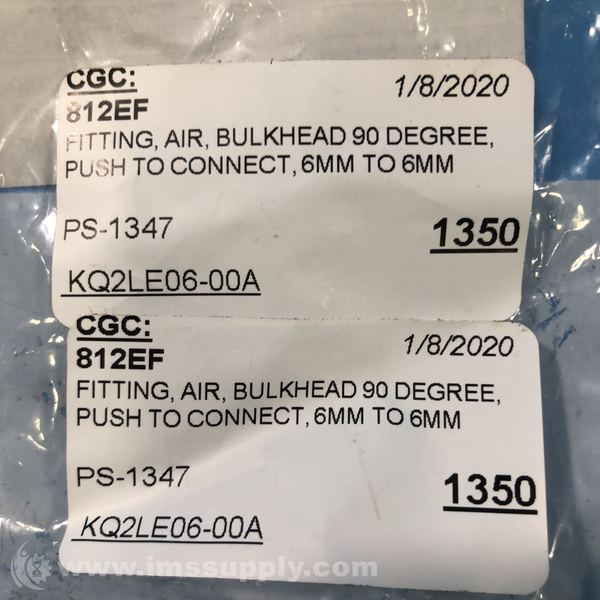 CGC:
1/8/2020
812EF
FITTING, AIR, BULKHEAD 90 DEGREE,
PUSH TO CONNECT, 6MM TO 6MM
PS-1347
1350
KQ2LE06-00A
CGC:
1/8/2020
812EF
FITTING, AIR, BULKHEAD 90 DEGREE,
PUSH TO CONNECT, 6MM TO 6MM
PS-1347
1350
KQ2LE06-00A
www.imssupply.com